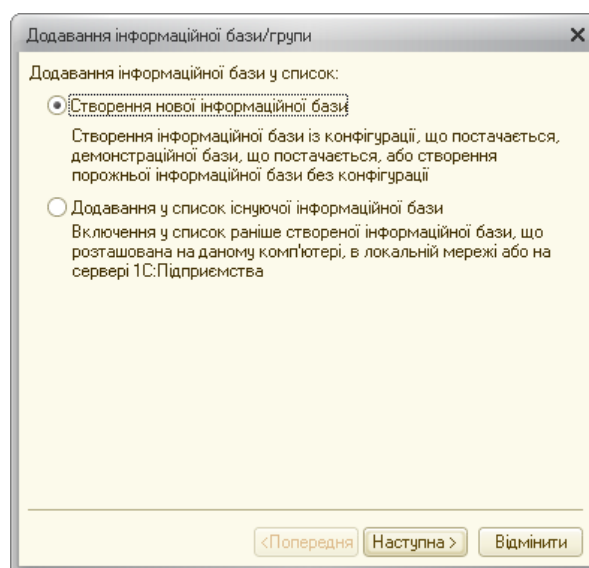 Додавання інформаційної бази/групи
Додавання інформаційної бази у список:
Створення нової інформаційної бази
Створення інформаційної бази із конфігурації, що постачається,
демонстраційної бази, що постачається, або створення
порожньої інформаційної бази без конфігурації
Додавання у список існуючої інформаційної бази
Включення у список раніше створеної інформаційної бази, що
розташована на даному комп'ютері, в локальній мережі або на
сервері 1С:Підприємства
<Попередня Наступна > Відмінити